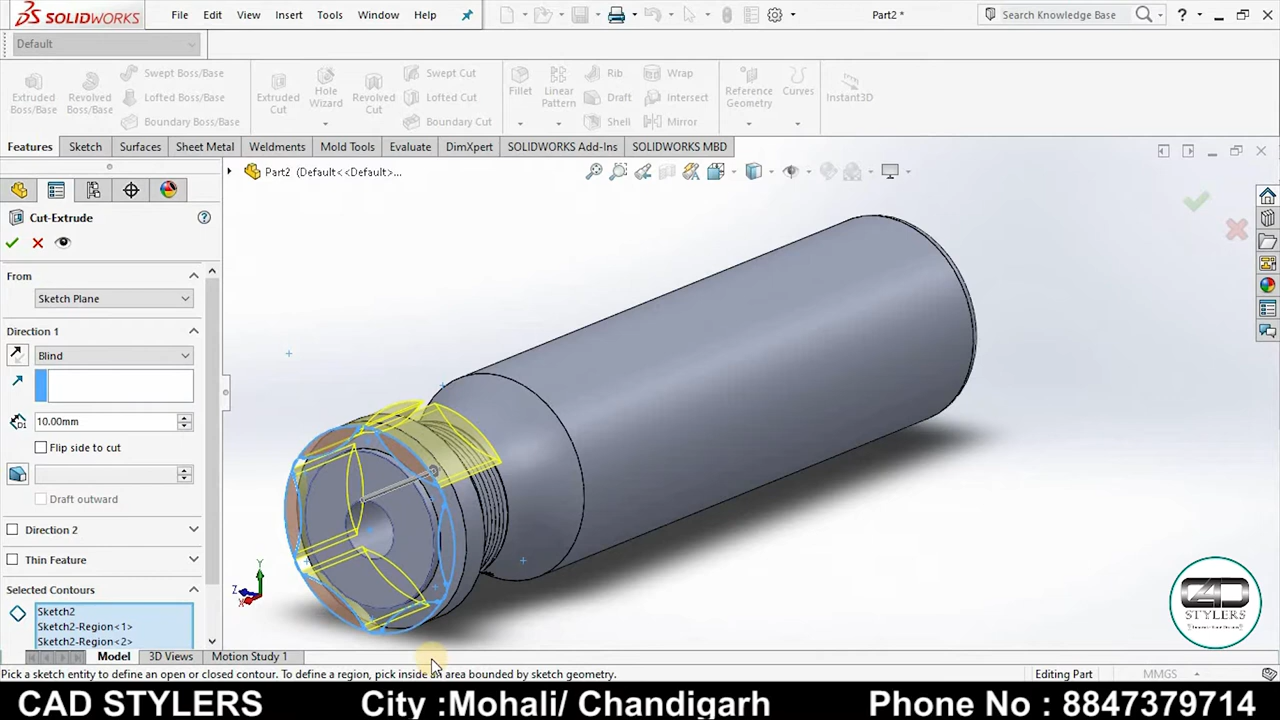 SOLIDWORKS File Edit View Insert Tools Window Help Part2 * Search Knowledge Base ?
Default
Extruded Boss/Base Revolved Boss/Base Swept Boss/Base Lofted Boss/Base Boundary Boss/Base Extruded Cut Hole Wizard Revolved Cut Swept Cut Lofted Cut Boundary Cut Fillet Linear Pattern Rib Draft Shell Wrap Intersect Mirror Reference Geometry Curves Instant3D
Features Sketch Surfaces Sheet Metal Weldments Mold Tools Evaluate DimXpert SOLIDWORKS Add-Ins SOLIDWORKS MBD
Part2 (Default<<Default>...
Cut-Extrude
From
Sketch Plane
Direction 1
Blind
10.00mm
Flip side to cut
Draft outward
Direction 2
Thin Feature
Selected Contours
Sketch2
Sketch2-Region<1>
Sketch2-Region<2>
Y
Z
X
STYLERS
Model 3D Views Motion Study 1
Pick a sketch entity to define an open or closed contour. To define a region, pick inside an area bounded by sketch geometry. Editing Part MMGS
CAD STYLERS City :Mohali/ Chandigarh Phone No : 8847379714